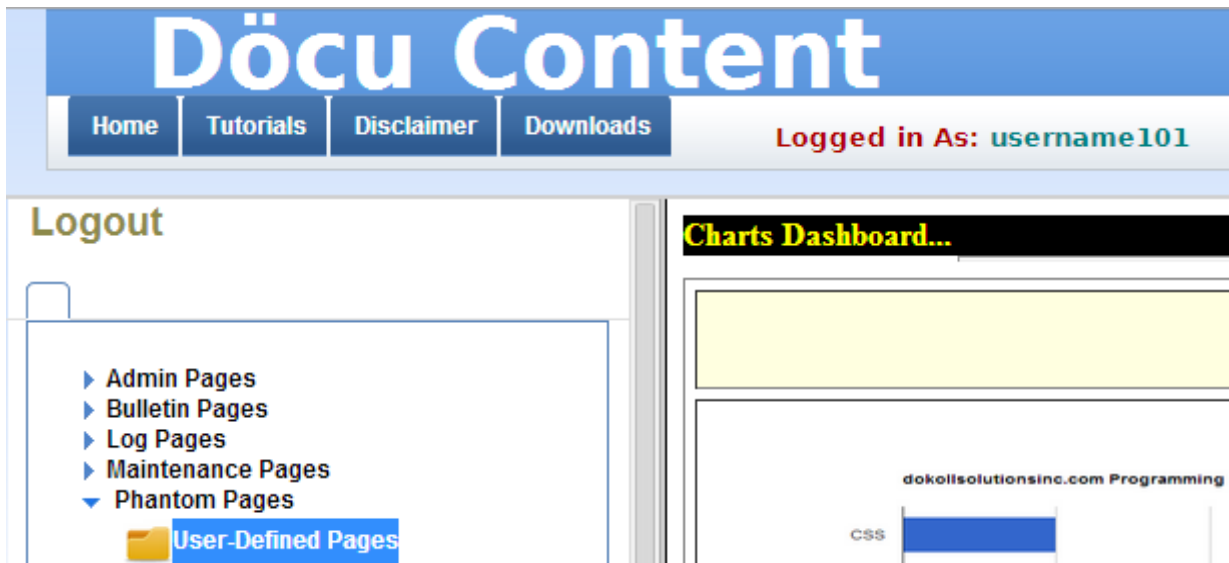 Döcu Content
Home Tutorials Disclaimer Downloads
Logged in As: username101
Logout
Admin Pages
Bulletin Pages
Log Pages
Maintenance Pages
Phantom Pages
User-Defined Pages
Charts Dashboard...
dokollsolutionsinc.com Programming
CSS